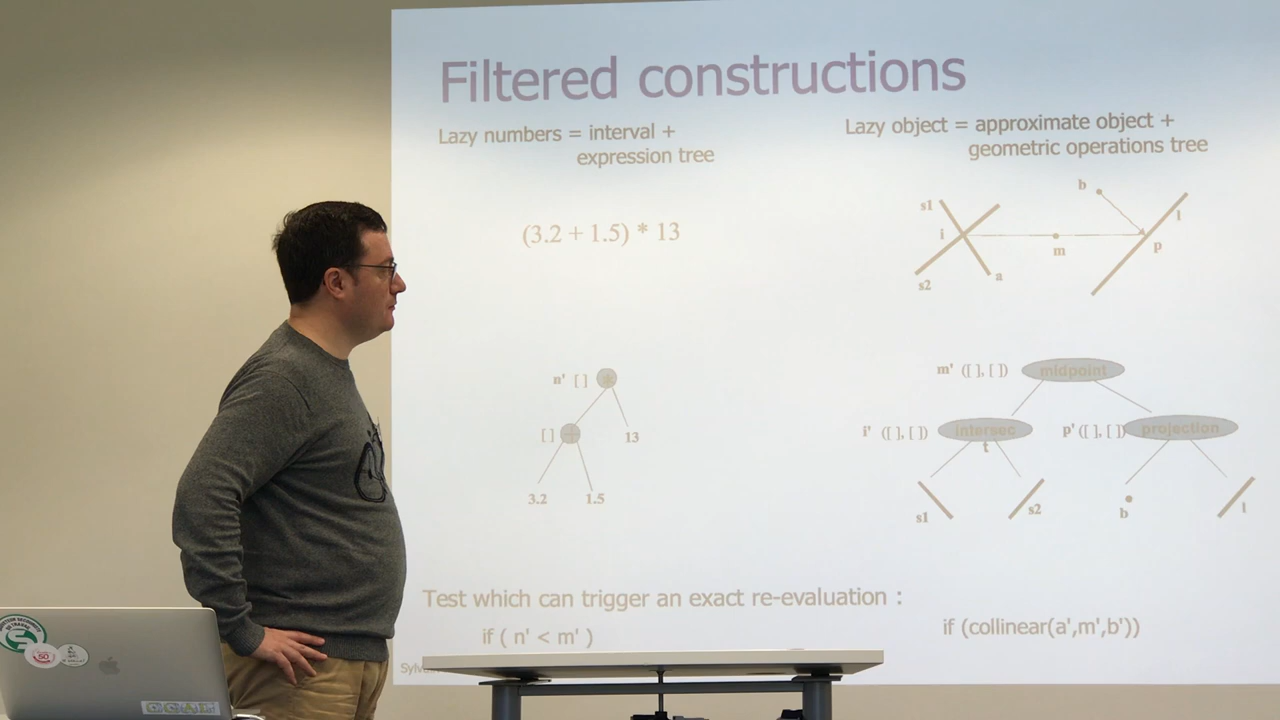 Filtered constructions
Lazy numbers = interval +
expression tree
(3.2 + 1.5) * 13
n' [ ] *
[ ] +
13
3.2
1.5
Lazy object = approximate object +
geometric operations tree
b
s1
l
i
m
p
s2
a
m' ([ ], [ ]) midpoint
i' ([ ], [ ]) intersec
t
p' ([ ], [ ]) projection
s1
s2
b
l
Test which can trigger an exact re-evaluation :
if ( n' < m' )
if (collinear(a',m',b'))
CGAL